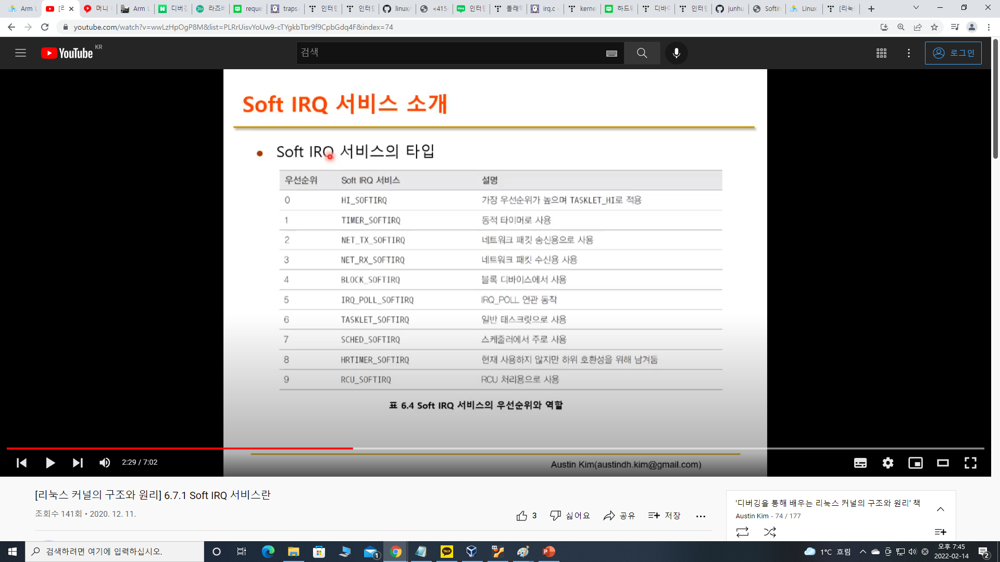 Arm L
[리
머니
Arm L
디버깅
라즈비
reque
traps.
인터럽
인터럽
linux/
<415
인터럽
irq.c -
kerne
하드웨
디바이
인터럽
junhu
Softir
Linux
[리눅스
youtube.com/watch?v=wwLzHpOgP8M&list=PLRrUisvYoUw9-cTYgkbTbr9f9CpbGdq4F&index=74
YouTube KR
검색
로그인
Soft IRQ 서비스 소개
• Soft IRQ 서비스의 타입
우선순위 Soft IRQ 서비스 설명
0 HI_SOFTIRQ 가장 우선순위가 높으며 TASKLET_HI로 적용
1 TIMER_SOFTIRQ 동적 타이머로 사용
2 NET_TX_SOFTIRQ 네트워크 패킷 송신용으로 사용
3 NET_RX_SOFTIRQ 네트워크 패킷 수신용 사용
4 BLOCK_SOFTIRQ 블록 디바이스에서 사용
5 IRQ_POLL_SOFTIRQ IRQ_POLL 연관 동작
6 TASKLET_SOFTIRQ 일반 태스크릿으로 사용
7 SCHED_SOFTIRQ 스케줄러에서 주로 사용
8 HRTIMER_SOFTIRQ 현재 사용하지 않지만 하위 호환성을 위해 남겨둠
9 RCU_SOFTIRQ RCU 처리용으로 사용
표 6.4 Soft IRQ 서비스의 우선순위와 역할
Austin Kim(austindh.kim@gmail.com)
2:29 / 7:02
[리눅스 커널의 구조와 원리] 6.7.1 Soft IRQ 서비스란
조회수 141회 • 2020. 12. 11.
3 싫어요 공유 저장
'디버깅을 통해 배우는 리눅스 커널의 구조와 원리' 책
Austin Kim - 74 / 177
검색하려면 여기에 입력하십시오.
1
TALK
1°C 흐림
오후 7:45
2022-02-14
2